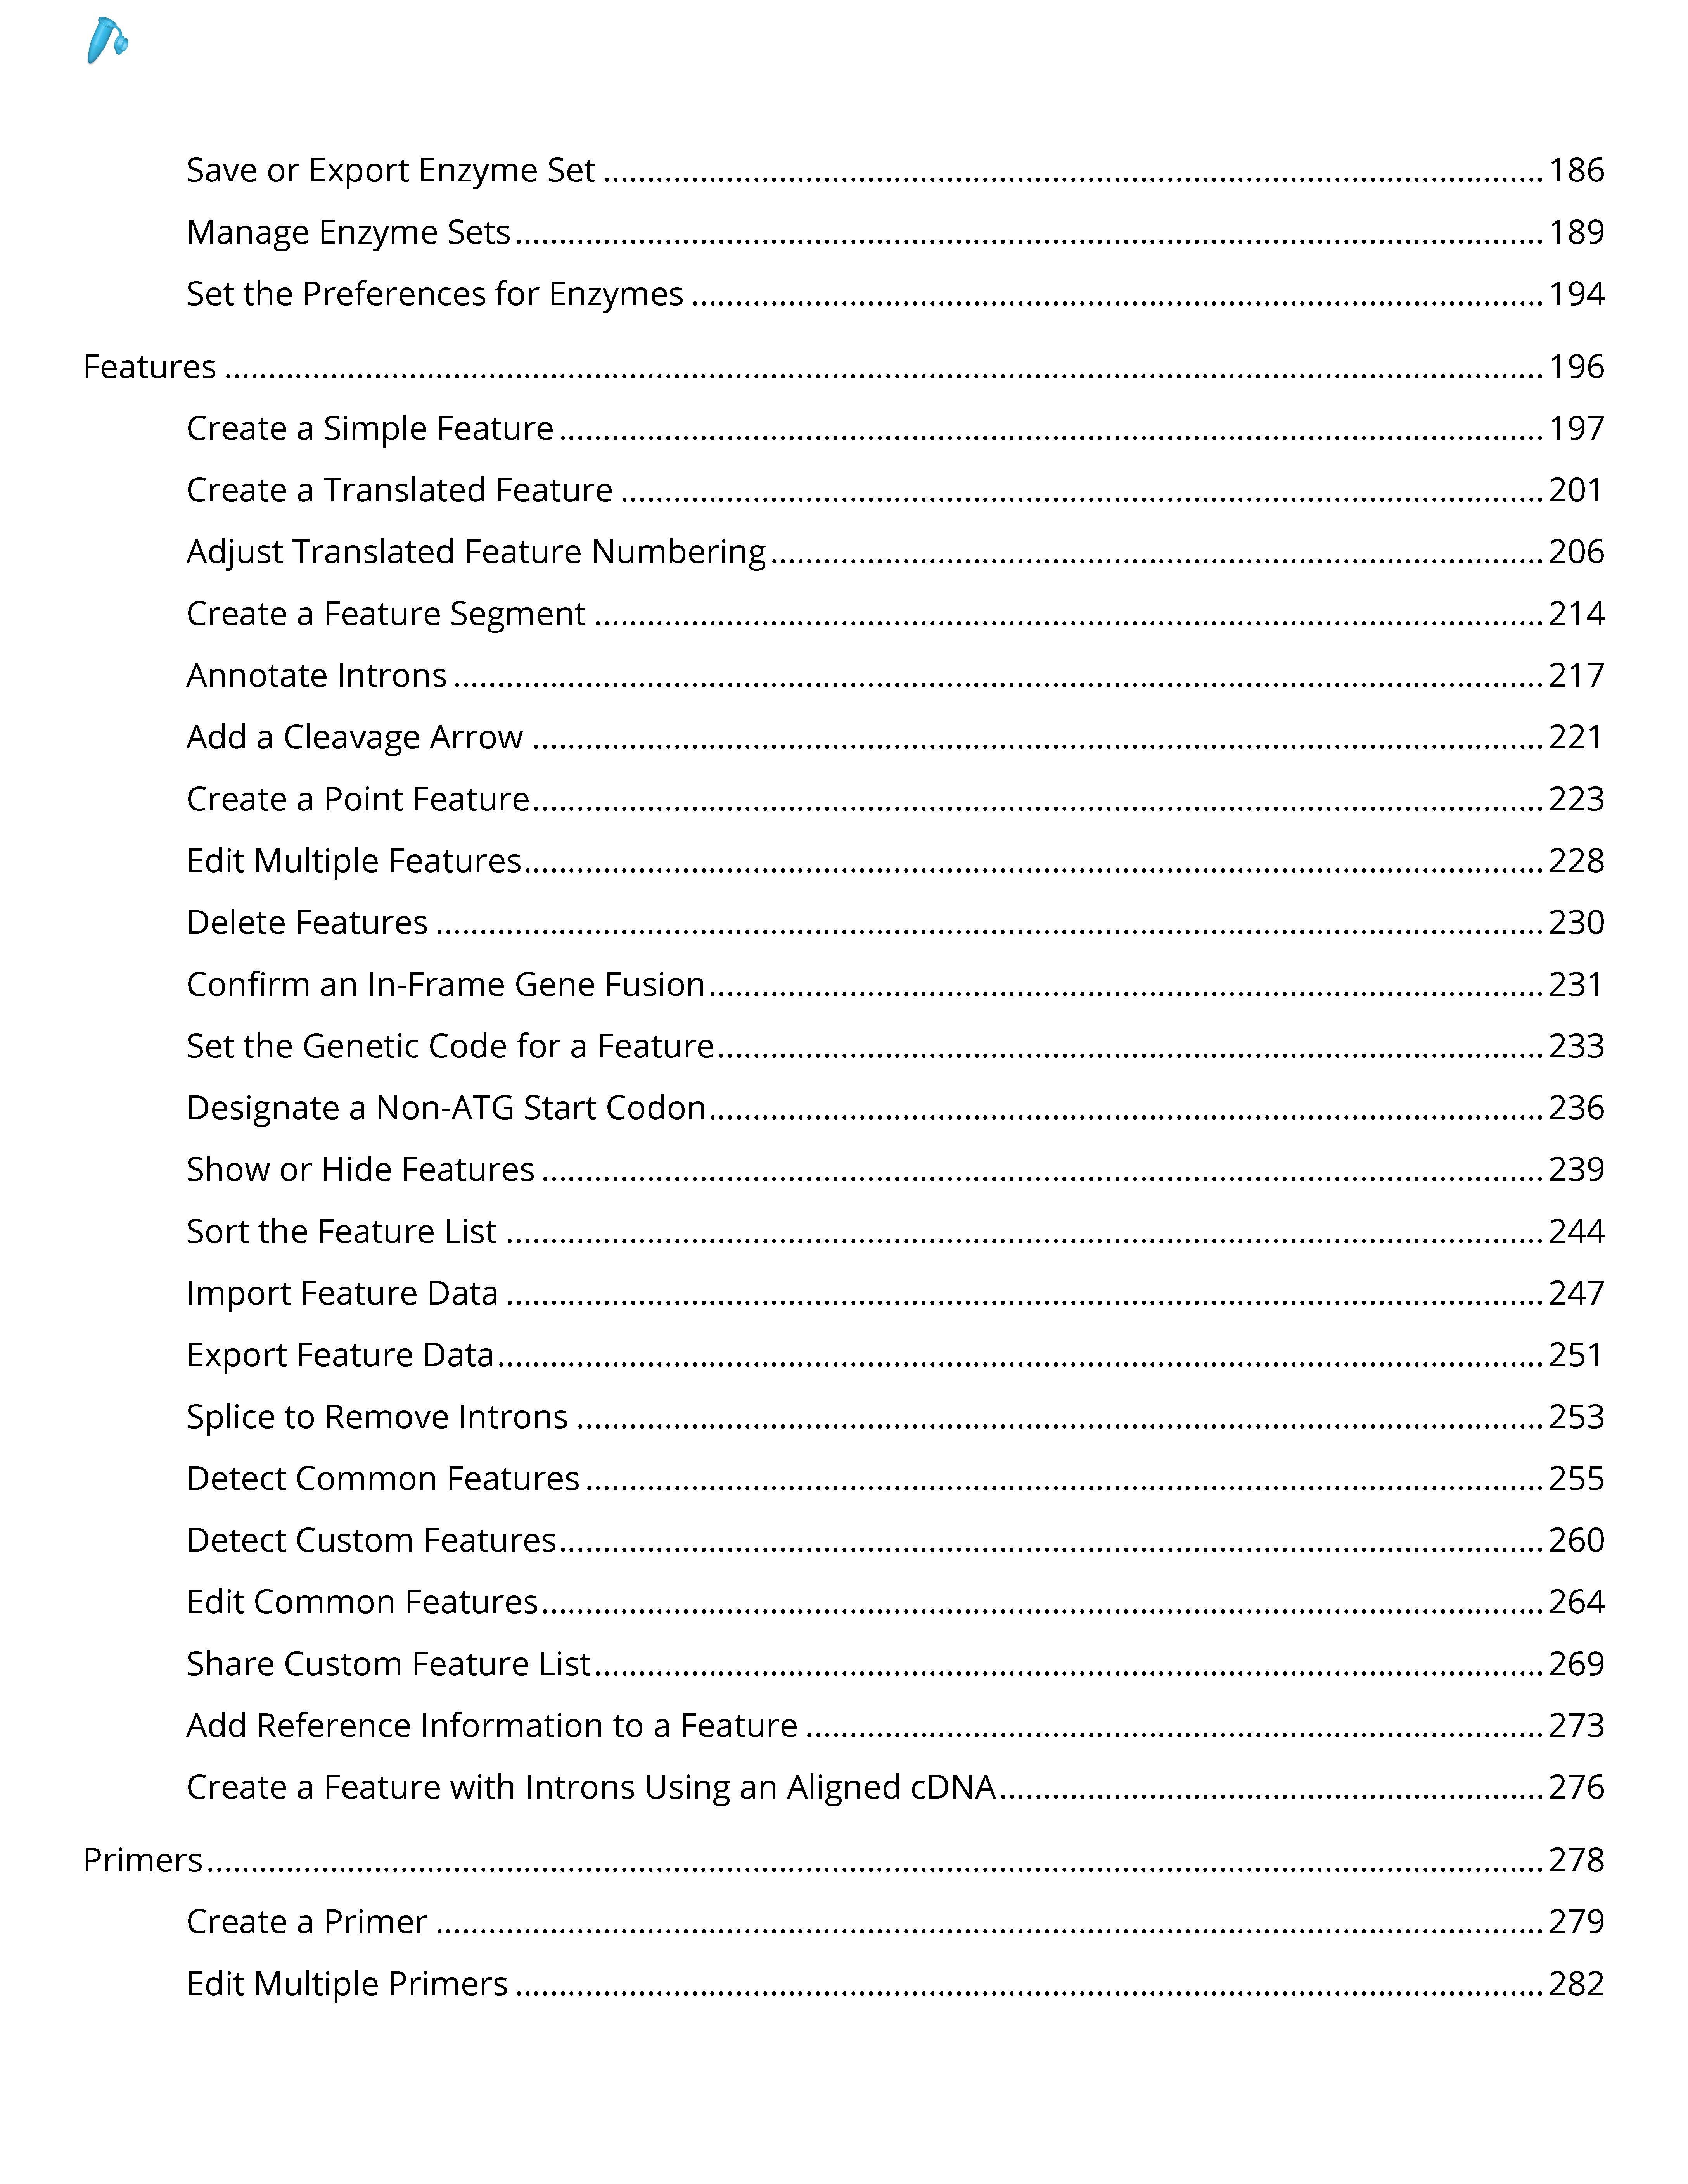 Save or Export Enzyme Set ........ 186
Manage Enzyme Sets ........ 189
Set the Preferences for Enzymes ........ 194
Features ........ 196
Create a Simple Feature ........ 197
Create a Translated Feature ........ 201
Adjust Translated Feature Numbering ........ 206
Create a Feature Segment ........ 214
Annotate Introns ........ 217
Add a Cleavage Arrow ........ 221
Create a Point Feature ........ 223
Edit Multiple Features ........ 228
Delete Features ........ 230
Confirm an In-Frame Gene Fusion ........ 231
Set the Genetic Code for a Feature ........ 233
Designate a Non-ATG Start Codon ........ 236
Show or Hide Features ........ 239
Sort the Feature List ........ 244
Import Feature Data ........ 247
Export Feature Data ........ 251
Splice to Remove Introns ........ 253
Detect Common Features ........ 255
Detect Custom Features ........ 260
Edit Common Features ........ 264
Share Custom Feature List ........ 269
Add Reference Information to a Feature ........ 273
Create a Feature with Introns Using an Aligned cDNA ........ 276
Primers ........ 278
Create a Primer ........ 279
Edit Multiple Primers ........ 282